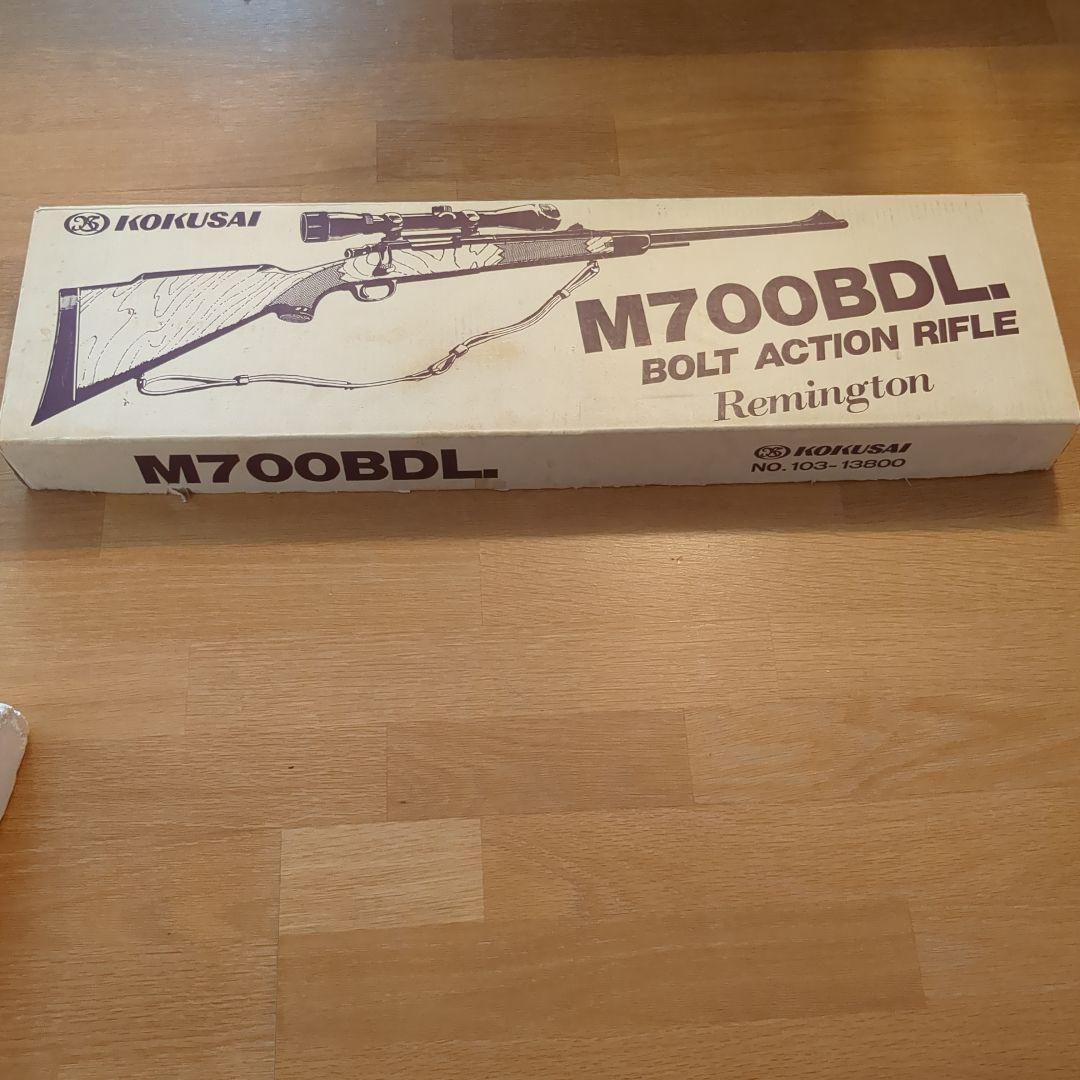 KOKUSAI
M700BDL.
BOLT ACTION RIFLE
Remington
M700BDL.
KOKUSAI
NO. 103-13800